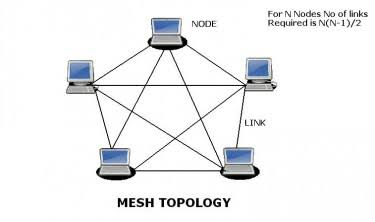 NODE
For N Nodes No of links
Required is N(N-1)/2
LINK
MESH TOPOLOGY